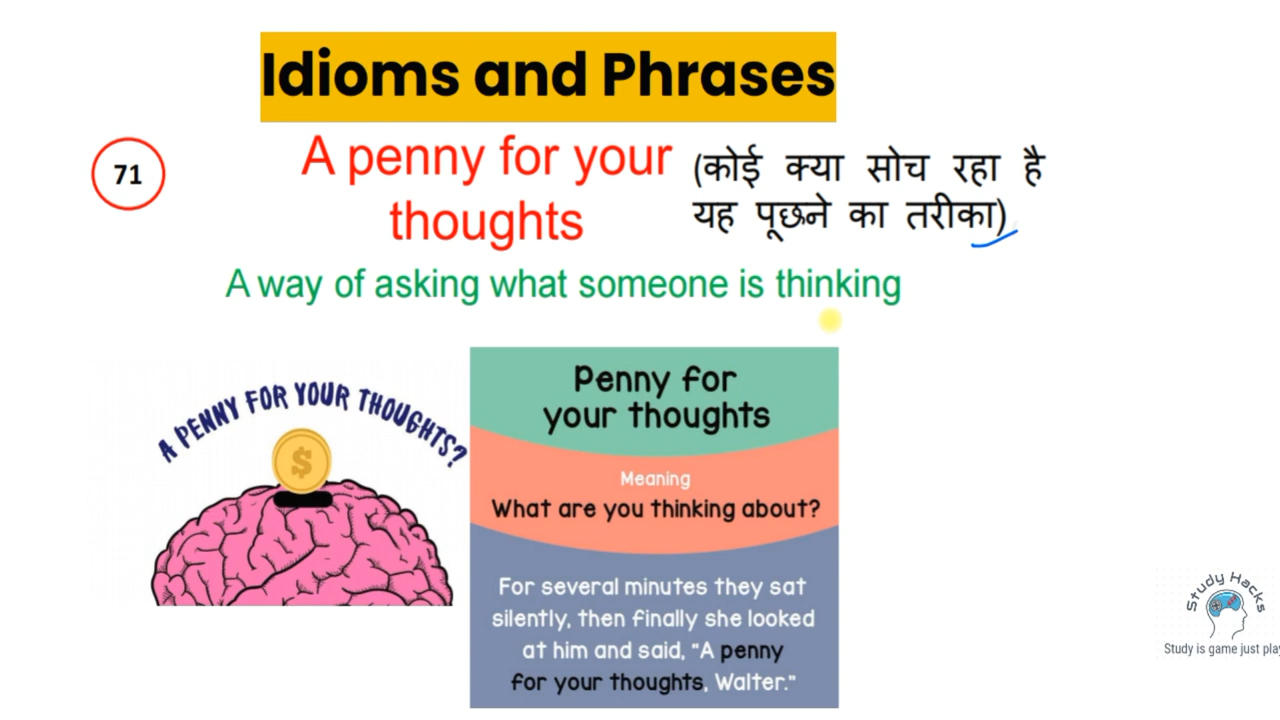 Idioms and Phrases
71
A penny for your
thoughts
(कोई क्या सोच रहा है
यह पूछने का तरीका)
A way of asking what someone is thinking
A PENNY FOR YOUR THOUGHTS?
$
Penny for
your thoughts
Meaning
What are you thinking about?
For several minutes they sat
silently, then finally she looked
at him and said, "A penny
for your thoughts, Walter."
Study Hacks
Study is game just play